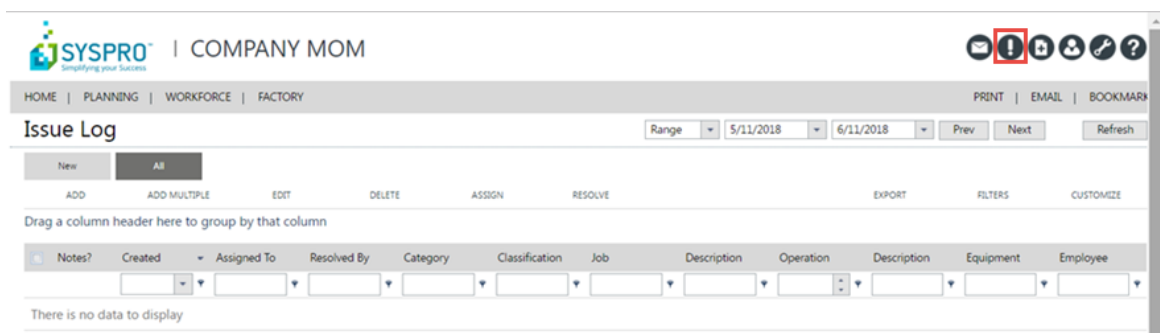 SYSPRO™ | COMPANY MOM
Simplifying your Success
HOME | PLANNING | WORKFORCE | FACTORY PRINT | EMAIL | BOOKMARK
Issue Log Range 5/11/2018 6/11/2018 Prev Next Refresh
New All
ADD ADD MULTIPLE EDIT DELETE ASSIGN RESOLVE EXPORT FILTERS CUSTOMIZE
Drag a column header here to group by that column
Notes? Created Assigned To Resolved By Category Classification Job Description Operation Description Equipment Employee
There is no data to display